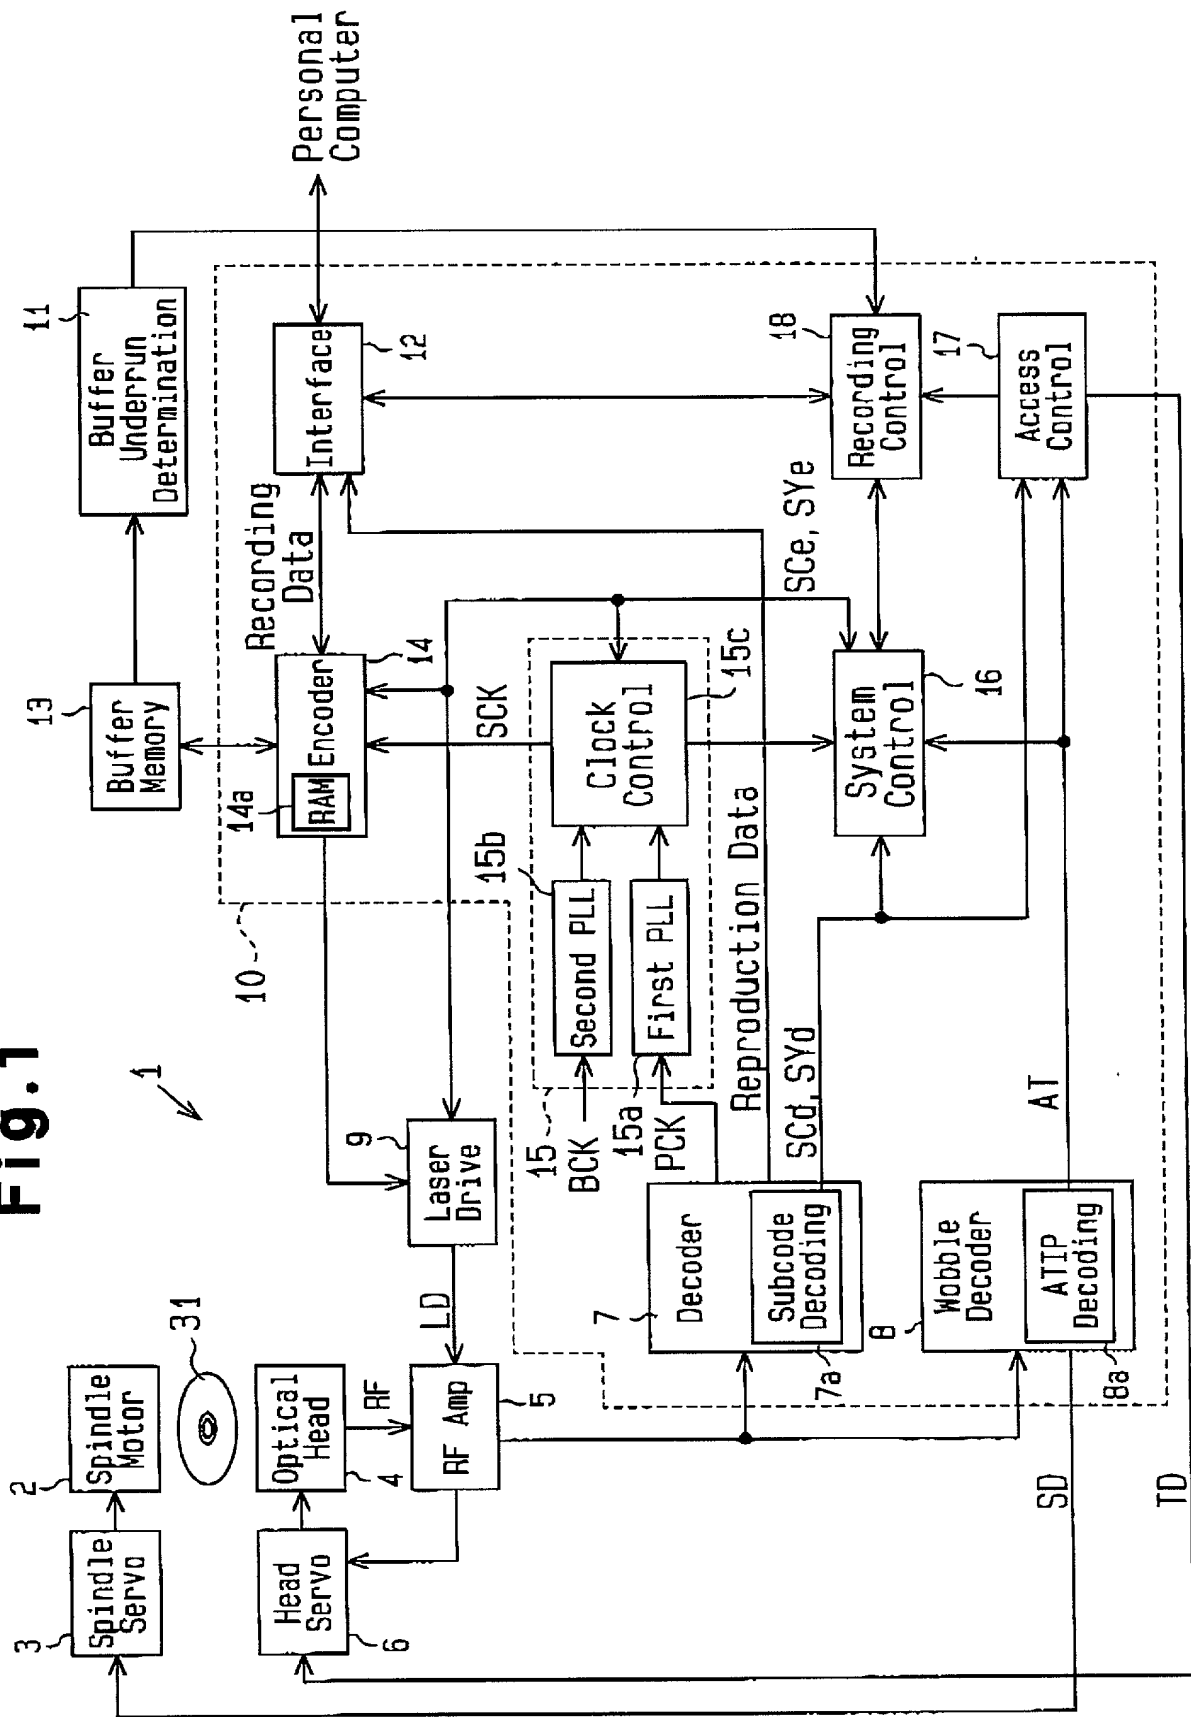 Fig.1
1
2
Spindle
Motor
3
Spindle
Servo
31
Optical
Head
4
RF
Head
Servo
6
RF Amp
5
LD
Laser
Drive
9
10
13
Buffer
Memory
11
Buffer
Underrun
Determination
Personal
Computer
Interface
12
Recording
Data
Encoder
14
RAM
14a
SCK
15
BCK
Second PLL
15b
First PLL
15a
PCK
Clock
Control
15c
Reproduction Data
7
Decoder
Subcode
Decoding
7a
SCd, SYd
8
Wobble
Decoder
ATIP
Decoding
8a
AT
System
Control
16
SCe, SYe
Recording
Control
18
Access
Control
17
SD
TD